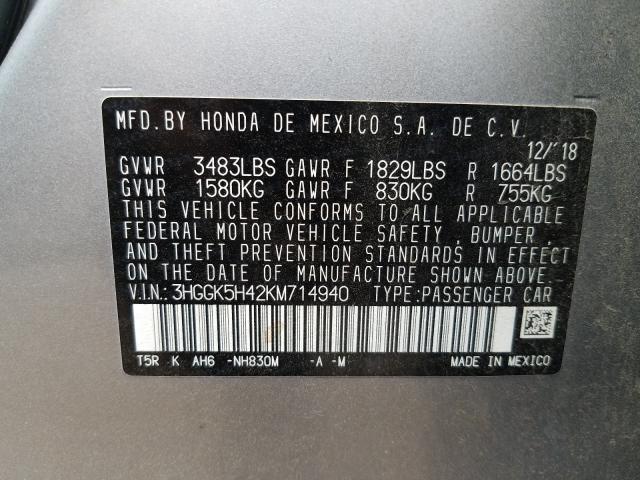 MFD.BY HONDA DE MEXICO S.A. DE C.V.
12/'18
GVWR 3483LBS GAWR F 1829LBS R 1664LBS
GVWR 1580KG GAWR F 830KG R 755KG
THIS VEHICLE CONFORMS TO ALL APPLICABLE
FEDERAL MOTOR VEHICLE SAFETY , BUMPER ,
AND THEFT PREVENTION STANDARDS IN EFFECT
ON THE DATE OF MANUFACTURE SHOWN ABOVE.
V.I.N.: 3HGGK5H42KM714940 TYPE:PASSENGER CAR
T5R K AH6 -NH830M -A -M MADE IN MEXICO